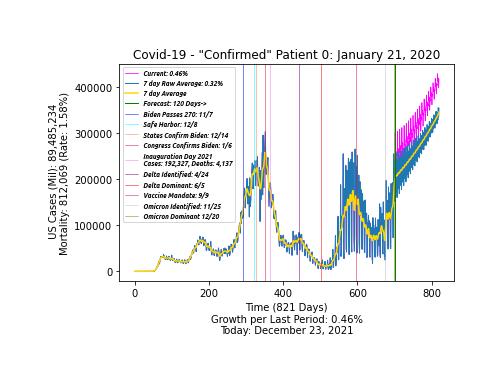 Covid-19 - "Confirmed" Patient 0: January 21, 2020
US Cases (Mil): 89,485,234
Mortality: 812,069 (Rate: 1.58%)
400000
300000
200000
100000
0
Current: 0.46%
7 day Raw Average: 0.32%
7 day Average
Forecast: 120 Days->
Biden Passes 270: 11/7
Safe Harbor: 12/8
States Confirm Biden: 12/14
Congress Confirms Biden: 1/6
Inauguration Day 2021
Cases: 192,327, Deaths: 4,137
Delta Identified: 4/24
Delta Dominant: 6/5
Vaccine Mandate: 9/9
Omicron Identified: 11/25
Omicron Dominant 12/20
0 200 400 600 800
Time (821 Days)
Growth per Last Period: 0.46%
Today: December 23, 2021